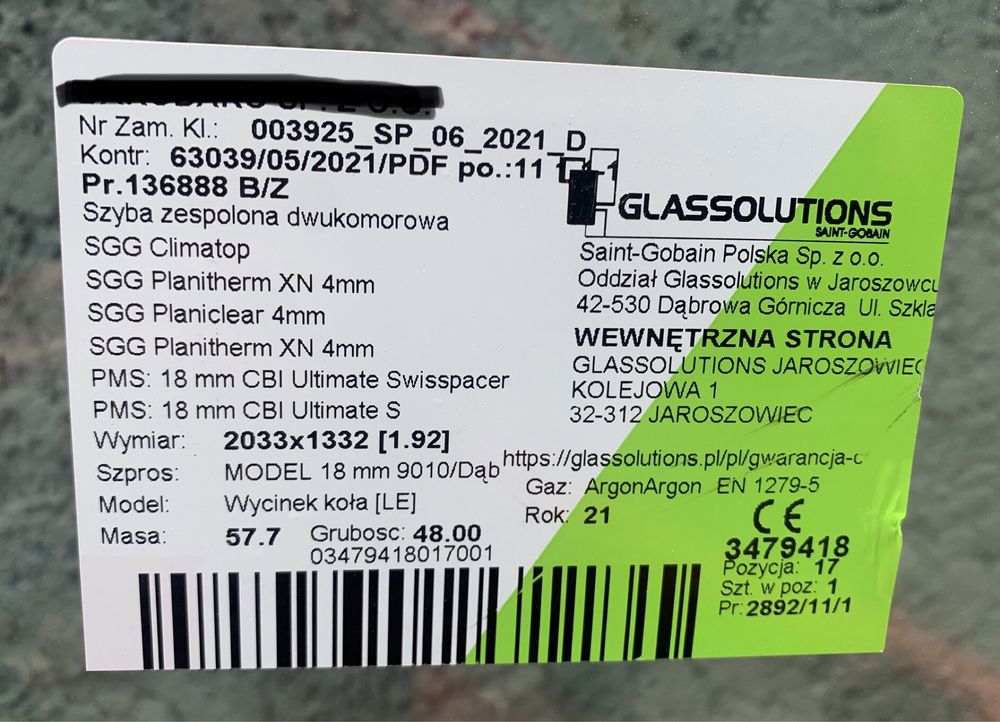 Nr Zam. Kl.: 003925_SP_06_2021_D
Kontr: 63039/05/2021/PDF po.:11
Pr.136888 B/Z
Szyba zespolona dwukomorowa
SGG Climatop
SGG Planitherm XN 4mm
SGG Planiclear 4mm
SGG Planitherm XN 4mm
PMS: 18 mm CBI Ultimate Swisspacer
PMS: 18 mm CBI Ultimate S
Wymiar: 2033x1332 [1.92]
Szpros: MODEL 18 mm 9010/Dąb
Model: Wycinek koła [LE]
Masa: 57.7 Grubosc: 48.00
03479418017001
GLASSOLUTIONS
SAINT-GOBAIN
Saint-Gobain Polska Sp. z o.o.
Oddział Glassolutions w Jaroszowcu
42-530 Dąbrowa Górnicza Ul. Szkla
WEWNĘTRZNA STRONA
GLASSOLUTIONS JAROSZOWIEC
KOLEJOWA 1
32-312 JAROSZOWIEC
https://glassolutions.pl/pl/gwarancja-c
Gaz: ArgonArgon EN 1279-5
Rok: 21
CE
3479418
Pozycja: 17
Szt. w poz: 1
Pr:2892/11/1